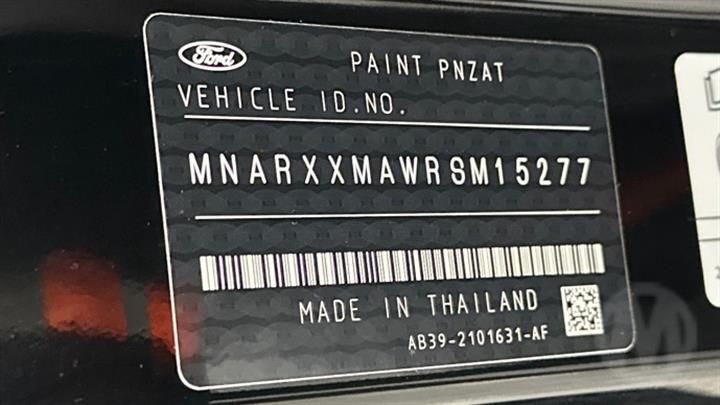 Ford
PAINT PNZAT
VEHICLE ID.NO.
MNARXXMAWRSM15277
MADE IN THAILAND
AB39-2101631-AF